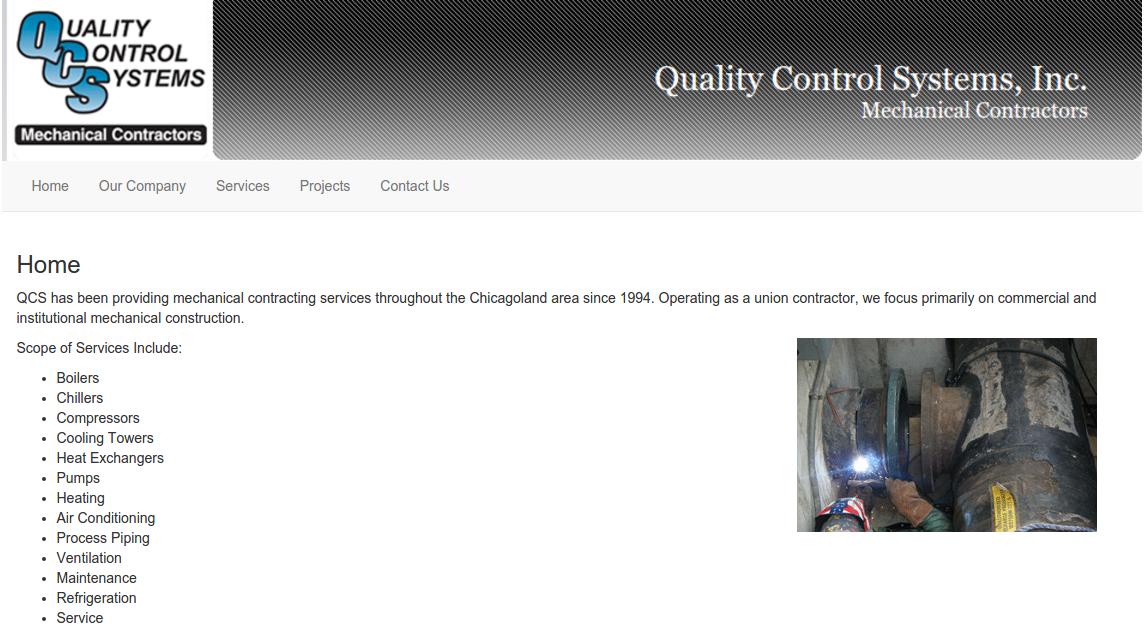 QUALITY
CONTROL
SYSTEMS
Mechanical Contractors
Quality Control Systems, Inc.
Mechanical Contractors
Home Our Company Services Projects Contact Us
Home
QCS has been providing mechanical contracting services throughout the Chicagoland area since 1994. Operating as a union contractor, we focus primarily on commercial and
institutional mechanical construction.
Scope of Services Include:
Boilers
Chillers
Compressors
Cooling Towers
Heat Exchangers
Pumps
Heating
Air Conditioning
Process Piping
Ventilation
Maintenance
Refrigeration
Service